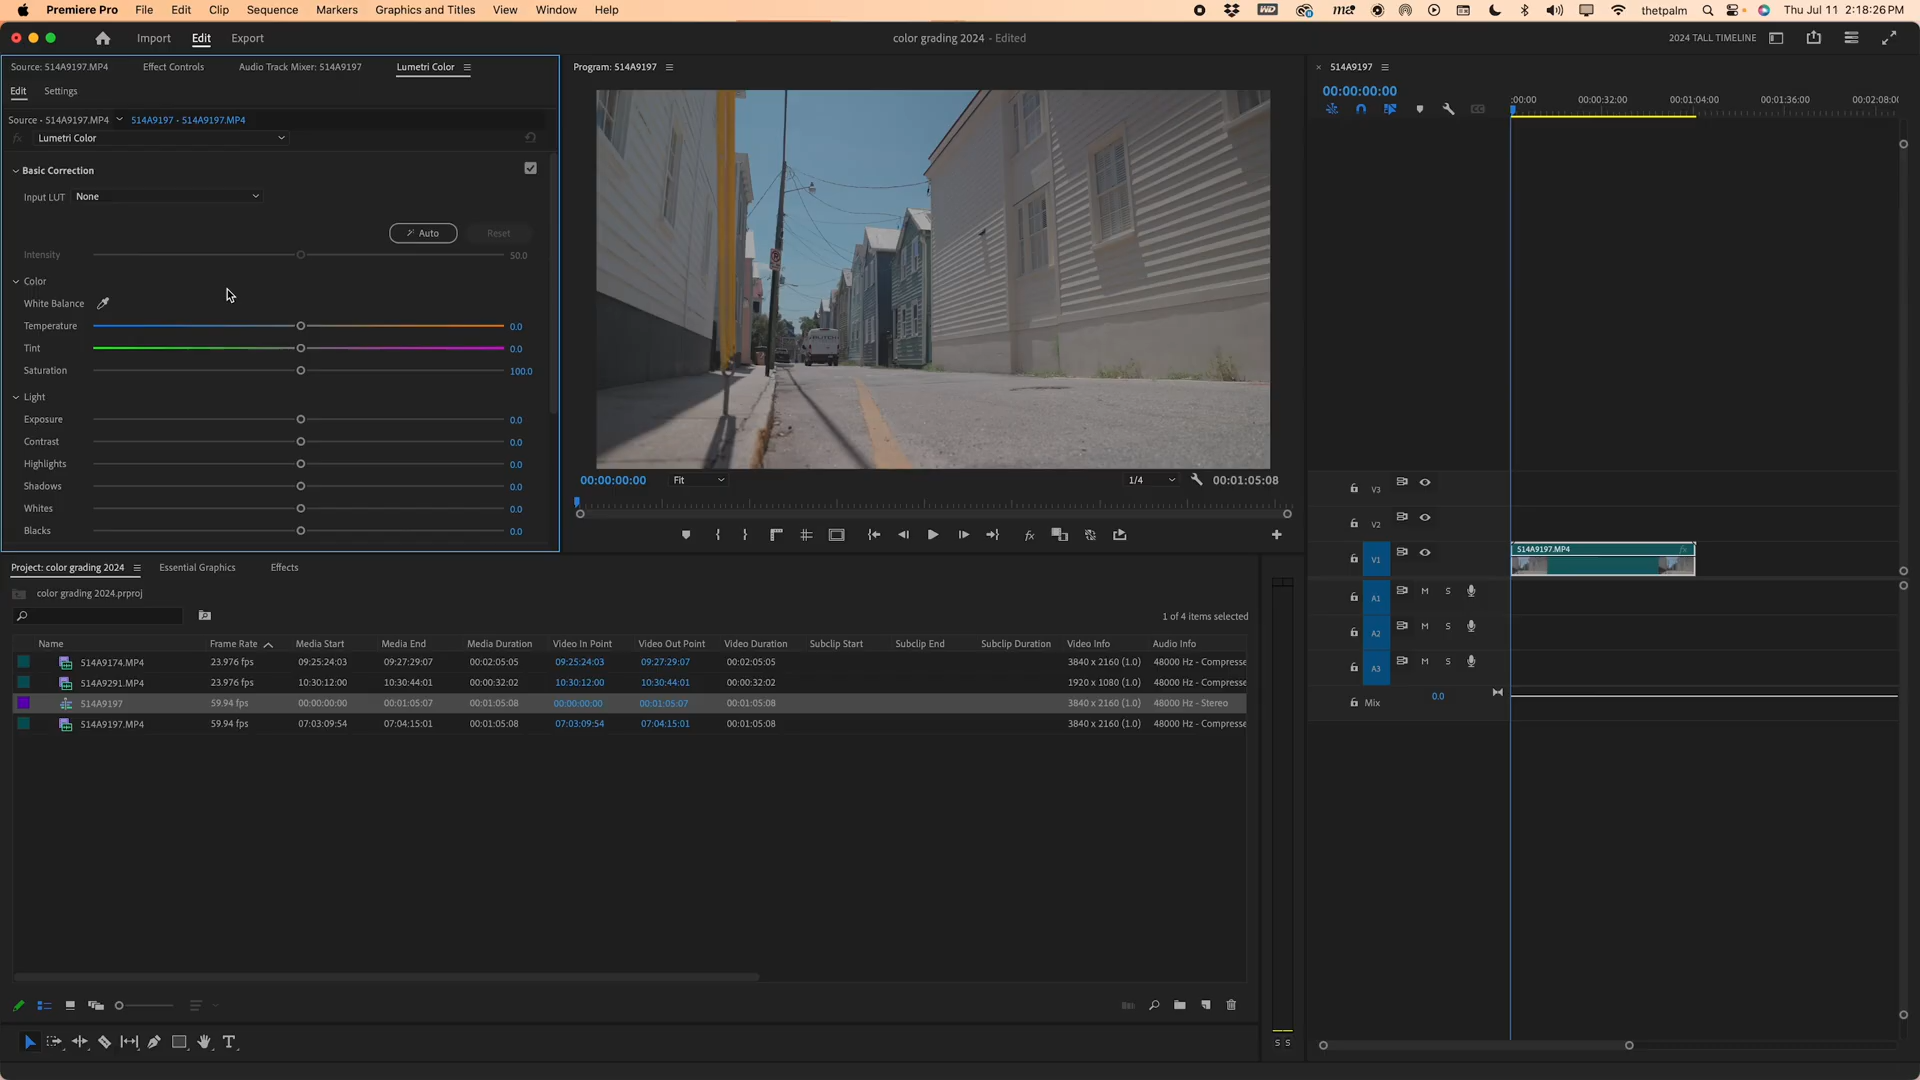 Premiere Pro File Edit Clip Sequence Markers Graphics and Titles View Window Help thetpalm Thu Jul 11 2:18:26 PM
Import Edit Export color grading 2024 - Edited 2024 TALL TIMELINE
Source: 514A9197.MP4 Effect Controls Audio Track Mixer: 514A9197 Lumetri Color
Edit Settings
Source - 514A9197.MP4 514A9197 - 514A9197.MP4
fx Lumetri Color
Basic Correction
Input LUT None
Auto Reset
Intensity 50.0
Color
White Balance
Temperature 0.0
Tint 0.0
Saturation 100.0
Light
Exposure 0.0
Contrast 0.0
Highlights 0.0
Shadows 0.0
Whites 0.0
Blacks 0.0
Program: 514A9197
00:00:00:00 Fit 1/4 00:01:05:08
fx
× 514A9197
00:00:00:00
:00:00 00:00:32:00 00:01:04:00 00:01:36:00 00:02:08:00
V3
V2
V1 514A9197.MP4 fx
A1 M S
A2 M S
A3 M S
Mix 0.0
Project: color grading 2024 Essential Graphics Effects
color grading 2024.prproj
1 of 4 items selected
Name Frame Rate Media Start Media End Media Duration Video In Point Video Out Point Video Duration Subclip Start Subclip End Subclip Duration Video Info Audio Info
514A9174.MP4 23.976 fps 09:25:24:03 09:27:29:07 00:02:05:05 09:25:24:03 09:27:29:07 00:02:05:05 3840 x 2160 (1.0) 48000 Hz - Compresse
514A9291.MP4 23.976 fps 10:30:12:00 10:30:44:01 00:00:32:02 10:30:12:00 10:30:44:01 00:00:32:02 1920 x 1080 (1.0) 48000 Hz - Compresse
514A9197 59.94 fps 00:00:00:00 00:01:05:07 00:01:05:08 00:00:00:00 00:01:05:07 00:01:05:08 3840 x 2160 (1.0) 48000 Hz - Stereo
514A9197.MP4 59.94 fps 07:03:09:54 07:04:15:01 00:01:05:08 07:03:09:54 07:04:15:01 00:01:05:08 3840 x 2160 (1.0) 48000 Hz - Compresse
S S